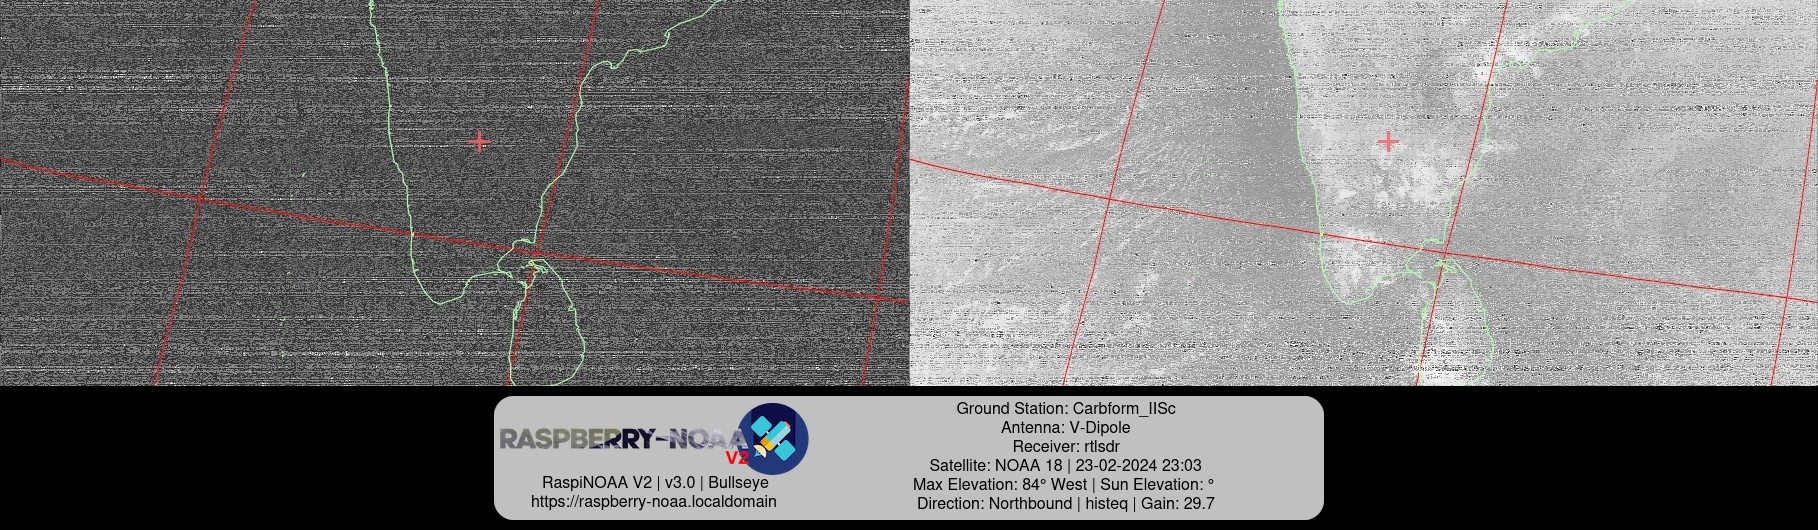 RASPBERRY-NOAA
V2
RaspiNOAA V2 | v3.0 | Bullseye
https://raspberry-noaa.localdomain
Ground Station: Carbform_IISc
Antenna: V-Dipole
Receiver: rtlsdr
Satellite: NOAA 18 | 23-02-2024 23:03
Max Elevation: 84° West | Sun Elevation: °
Direction: Northbound | histeq | Gain: 29.7